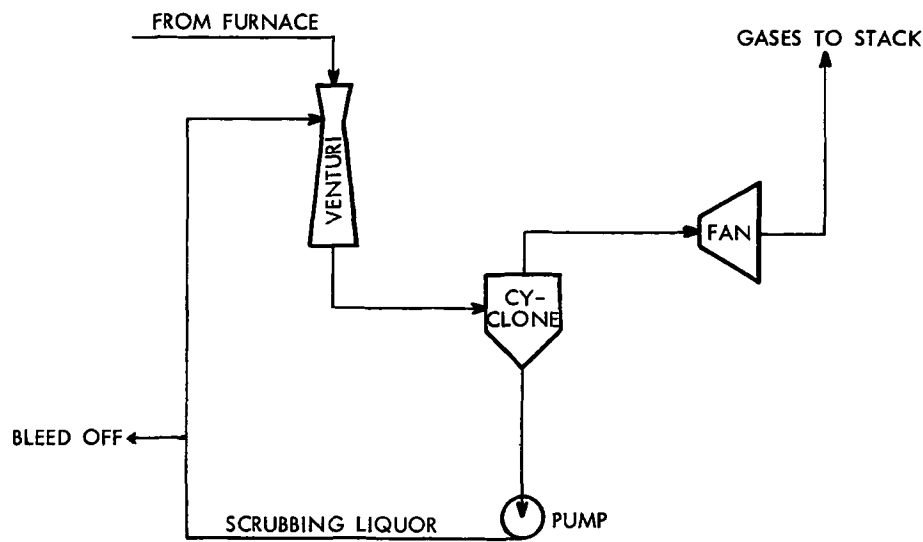 FROM FURNACE
GASES TO STACK
VENTURI
FAN
CY-
CLONE
BLEED OFF
SCRUBBING LIQUOR
PUMP